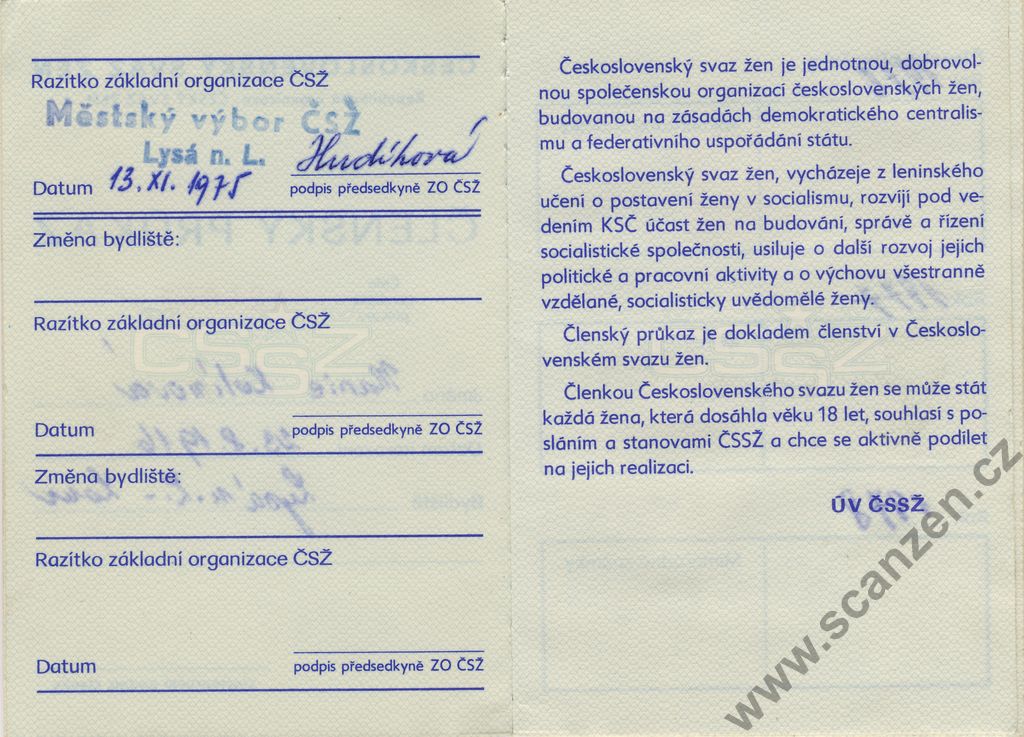 Razítko základní organizace ČSŽ
Městský výbor ČSŽ
Lysá n. L.
Hudíková
Datum 13. XI. 1975 podpis předsedkyně ZO ČSŽ
Změna bydliště:
Razítko základní organizace ČSŽ
Datum podpis předsedkyně ZO ČSŽ
Změna bydliště:
Razítko základní organizace ČSŽ
Datum podpis předsedkyně ZO ČSŽ
Československý svaz žen je jednotnou, dobrovol-
nou společenskou organizací československých žen,
budovanou na zásadách demokratického centralis-
mu a federativního uspořádání státu.
Československý svaz žen, vycházeje z leninského
učení o postavení ženy v socialismu, rozvíjí pod ve-
dením KSČ účast žen na budování, správě a řízení
socialistické společnosti, usiluje o další rozvoj jejich
politické a pracovní aktivity a o výchovu všestranně
vzdělané, socialisticky uvědomělé ženy.
Členský průkaz je dokladem členství v Českoslo-
venském svazu žen.
Členkou Československého svazu žen se může stát
každá žena, která dosáhla věku 18 let, souhlasí s po-
sláním a stanovami ČSSŽ a chce se aktivně podílet
na jejich realizaci.
ÚV ČSSŽ
www.scanzen.cz